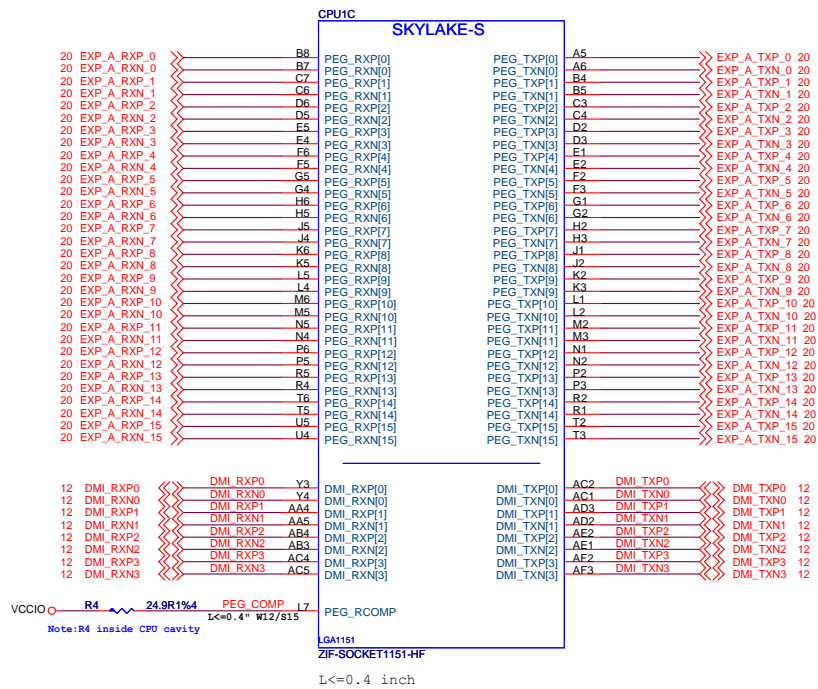 CPU1C
SKYLAKE-S
20 EXP_A_RXP_0 B8 PEG_RXP[0] PEG_TXP[0] A5 EXP_A_TXP_0 20
20 EXP_A_RXN_0 B7 PEG_RXN[0] PEG_TXN[0] A6 EXP_A_TXN_0 20
20 EXP_A_RXP_1 C7 PEG_RXP[1] PEG_TXP[1] B4 EXP_A_TXP_1 20
20 EXP_A_RXN_1 C6 PEG_RXN[1] PEG_TXN[1] B5 EXP_A_TXN_1 20
20 EXP_A_RXP_2 D6 PEG_RXP[2] PEG_TXP[2] C3 EXP_A_TXP_2 20
20 EXP_A_RXN_2 D5 PEG_RXN[2] PEG_TXN[2] C4 EXP_A_TXN_2 20
20 EXP_A_RXP_3 E5 PEG_RXP[3] PEG_TXP[3] D2 EXP_A_TXP_3 20
20 EXP_A_RXN_3 E4 PEG_RXN[3] PEG_TXN[3] D3 EXP_A_TXN_3 20
20 EXP_A_RXP_4 F6 PEG_RXP[4] PEG_TXP[4] E1 EXP_A_TXP_4 20
20 EXP_A_RXN_4 F5 PEG_RXN[4] PEG_TXN[4] E2 EXP_A_TXN_4 20
20 EXP_A_RXP_5 G5 PEG_RXP[5] PEG_TXP[5] F2 EXP_A_TXP_5 20
20 EXP_A_RXN_5 G4 PEG_RXN[5] PEG_TXN[5] F3 EXP_A_TXN_5 20
20 EXP_A_RXP_6 H6 PEG_RXP[6] PEG_TXP[6] G1 EXP_A_TXP_6 20
20 EXP_A_RXN_6 H5 PEG_RXN[6] PEG_TXN[6] G2 EXP_A_TXN_6 20
20 EXP_A_RXP_7 J5 PEG_RXP[7] PEG_TXP[7] H2 EXP_A_TXP_7 20
20 EXP_A_RXN_7 J4 PEG_RXN[7] PEG_TXN[7] H3 EXP_A_TXN_7 20
20 EXP_A_RXP_8 K6 PEG_RXP[8] PEG_TXP[8] J1 EXP_A_TXP_8 20
20 EXP_A_RXN_8 K5 PEG_RXN[8] PEG_TXN[8] J2 EXP_A_TXN_8 20
20 EXP_A_RXP_9 L5 PEG_RXP[9] PEG_TXP[9] K2 EXP_A_TXP_9 20
20 EXP_A_RXN_9 L4 PEG_RXN[9] PEG_TXN[9] K3 EXP_A_TXN_9 20
20 EXP_A_RXP_10 M6 PEG_RXP[10] PEG_TXP[10] L1 EXP_A_TXP_10 20
20 EXP_A_RXN_10 M5 PEG_RXN[10] PEG_TXN[10] L2 EXP_A_TXN_10 20
20 EXP_A_RXP_11 N5 PEG_RXP[11] PEG_TXP[11] M2 EXP_A_TXP_11 20
20 EXP_A_RXN_11 N4 PEG_RXN[11] PEG_TXN[11] M3 EXP_A_TXN_11 20
20 EXP_A_RXP_12 P6 PEG_RXP[12] PEG_TXP[12] N1 EXP_A_TXP_12 20
20 EXP_A_RXN_12 P5 PEG_RXN[12] PEG_TXN[12] N2 EXP_A_TXN_12 20
20 EXP_A_RXP_13 R5 PEG_RXP[13] PEG_TXP[13] P2 EXP_A_TXP_13 20
20 EXP_A_RXN_13 R4 PEG_RXN[13] PEG_TXN[13] P3 EXP_A_TXN_13 20
20 EXP_A_RXP_14 T6 PEG_RXP[14] PEG_TXP[14] R2 EXP_A_TXP_14 20
20 EXP_A_RXN_14 T5 PEG_RXN[14] PEG_TXN[14] R1 EXP_A_TXN_14 20
20 EXP_A_RXP_15 U5 PEG_RXP[15] PEG_TXP[15] T2 EXP_A_TXP_15 20
20 EXP_A_RXN_15 U4 PEG_RXN[15] PEG_TXN[15] T3 EXP_A_TXN_15 20
12 DMI_RXP0 DMI_RXP0 Y3 DMI_RXP[0] DMI_TXP[0] AC2 DMI_TXP0 DMI_TXP0 12
12 DMI_RXN0 DMI_RXN0 Y4 DMI_RXN[0] DMI_TXN[0] AC1 DMI_TXN0 DMI_TXN0 12
12 DMI_RXP1 DMI_RXP1 AA4 DMI_RXP[1] DMI_TXP[1] AD3 DMI_TXP1 DMI_TXP1 12
12 DMI_RXN1 DMI_RXN1 AA5 DMI_RXN[1] DMI_TXN[1] AD2 DMI_TXN1 DMI_TXN1 12
12 DMI_RXP2 DMI_RXP2 AB4 DMI_RXP[2] DMI_TXP[2] AE2 DMI_TXP2 DMI_TXP2 12
12 DMI_RXN2 DMI_RXN2 AB3 DMI_RXN[2] DMI_TXN[2] AE1 DMI_TXN2 DMI_TXN2 12
12 DMI_RXP3 DMI_RXP3 AC4 DMI_RXP[3] DMI_TXP[3] AF2 DMI_TXP3 DMI_TXP3 12
12 DMI_RXN3 DMI_RXN3 AC5 DMI_RXN[3] DMI_TXN[3] AF3 DMI_TXN3 DMI_TXN3 12
VCCIO R4 24.9R1%4 PEG_COMP L7 PEG_RCOMP
L<=0.4" W12/S15
Note:R4 inside CPU cavity
LGA1151
ZIF-SOCKET1151-HF
L<=0.4 inch